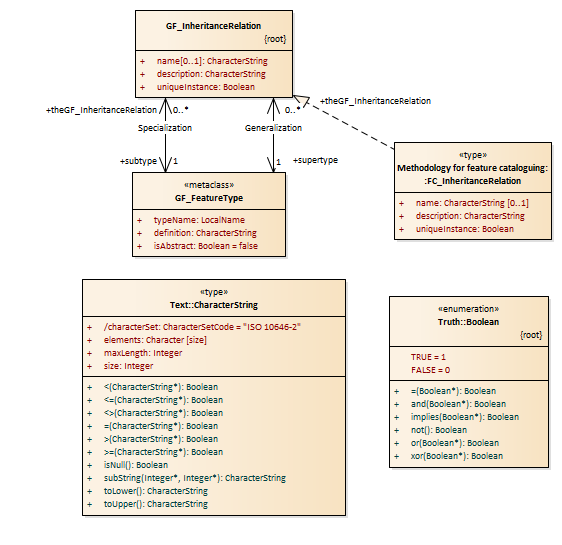 GF_InheritanceRelation
{root}
+ name[0..1]: CharacterString
+ description: CharacterString
+ uniqueInstance: Boolean
+theGF_InheritanceRelation
0..*
0..*
+theGF_InheritanceRelation
Specialization
Generalization
+subtype
1
1
+supertype
«type»
Methodology for feature cataloguing:
:FC_InheritanceRelation
+ name: CharacterString [0..1]
+ description: CharacterString
+ uniqueInstance: Boolean
«metaclass»
GF_FeatureType
+ typeName: LocalName
+ definition: CharacterString
+ isAbstract: Boolean = false
«type»
Text::CharacterString
+ /characterSet: CharacterSetCode = "ISO 10646-2"
+ elements: Character [size]
+ maxLength: Integer
+ size: Integer
+ <(CharacterString*): Boolean
+ <=(CharacterString*): Boolean
+ <>(CharacterString*): Boolean
+ =(CharacterString*): Boolean
+ >(CharacterString*): Boolean
+ >=(CharacterString*): Boolean
+ isNull(): Boolean
+ subString(Integer*, Integer*): CharacterString
+ toLower(): CharacterString
+ toUpper(): CharacterString
«enumeration»
Truth::Boolean
{root}
TRUE = 1
FALSE = 0
+ =(Boolean*): Boolean
+ and(Boolean*): Boolean
+ implies(Boolean*): Boolean
+ not(): Boolean
+ or(Boolean*): Boolean
+ xor(Boolean*): Boolean